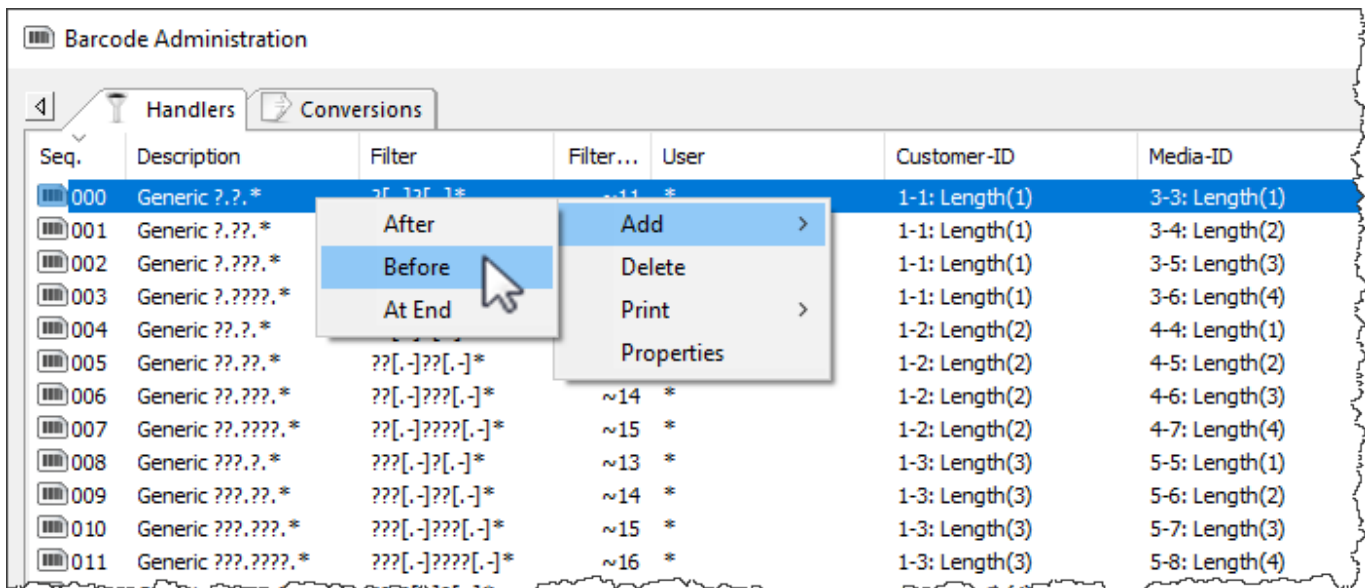 Barcode Administration
Handlers Conversions
Seq. Description Filter Filter... User Customer-ID Media-ID
000 Generic ?.?.* ?[.-]?[.-]* ~11 * 1-1: Length(1) 3-3: Length(1)
After Add >
001 Generic ?.??.* 1-1: Length(1) 3-4: Length(2)
Before Delete
002 Generic ?.???.* 1-1: Length(1) 3-5: Length(3)
003 Generic ?.????.* 1-1: Length(1) 3-6: Length(4)
At End Print >
004 Generic ??.?.* 1-2: Length(2) 4-4: Length(1)
Properties
005 Generic ??.??.* ??[.-]??[.-]* 1-2: Length(2) 4-5: Length(2)
006 Generic ??.???.* ??[.-]???[.-]* ~14 * 1-2: Length(2) 4-6: Length(3)
007 Generic ??.????.* ??[.-]????[.-]* ~15 * 1-2: Length(2) 4-7: Length(4)
008 Generic ???.?.* ???[.-]?[.-]* ~13 * 1-3: Length(3) 5-5: Length(1)
009 Generic ???.??.* ???[.-]??[.-]* ~14 * 1-3: Length(3) 5-6: Length(2)
010 Generic ???.???.* ???[.-]???[.-]* ~15 * 1-3: Length(3) 5-7: Length(3)
011 Generic ???.????.* ???[.-]????[.-]* ~16 * 1-3: Length(3) 5-8: Length(4)